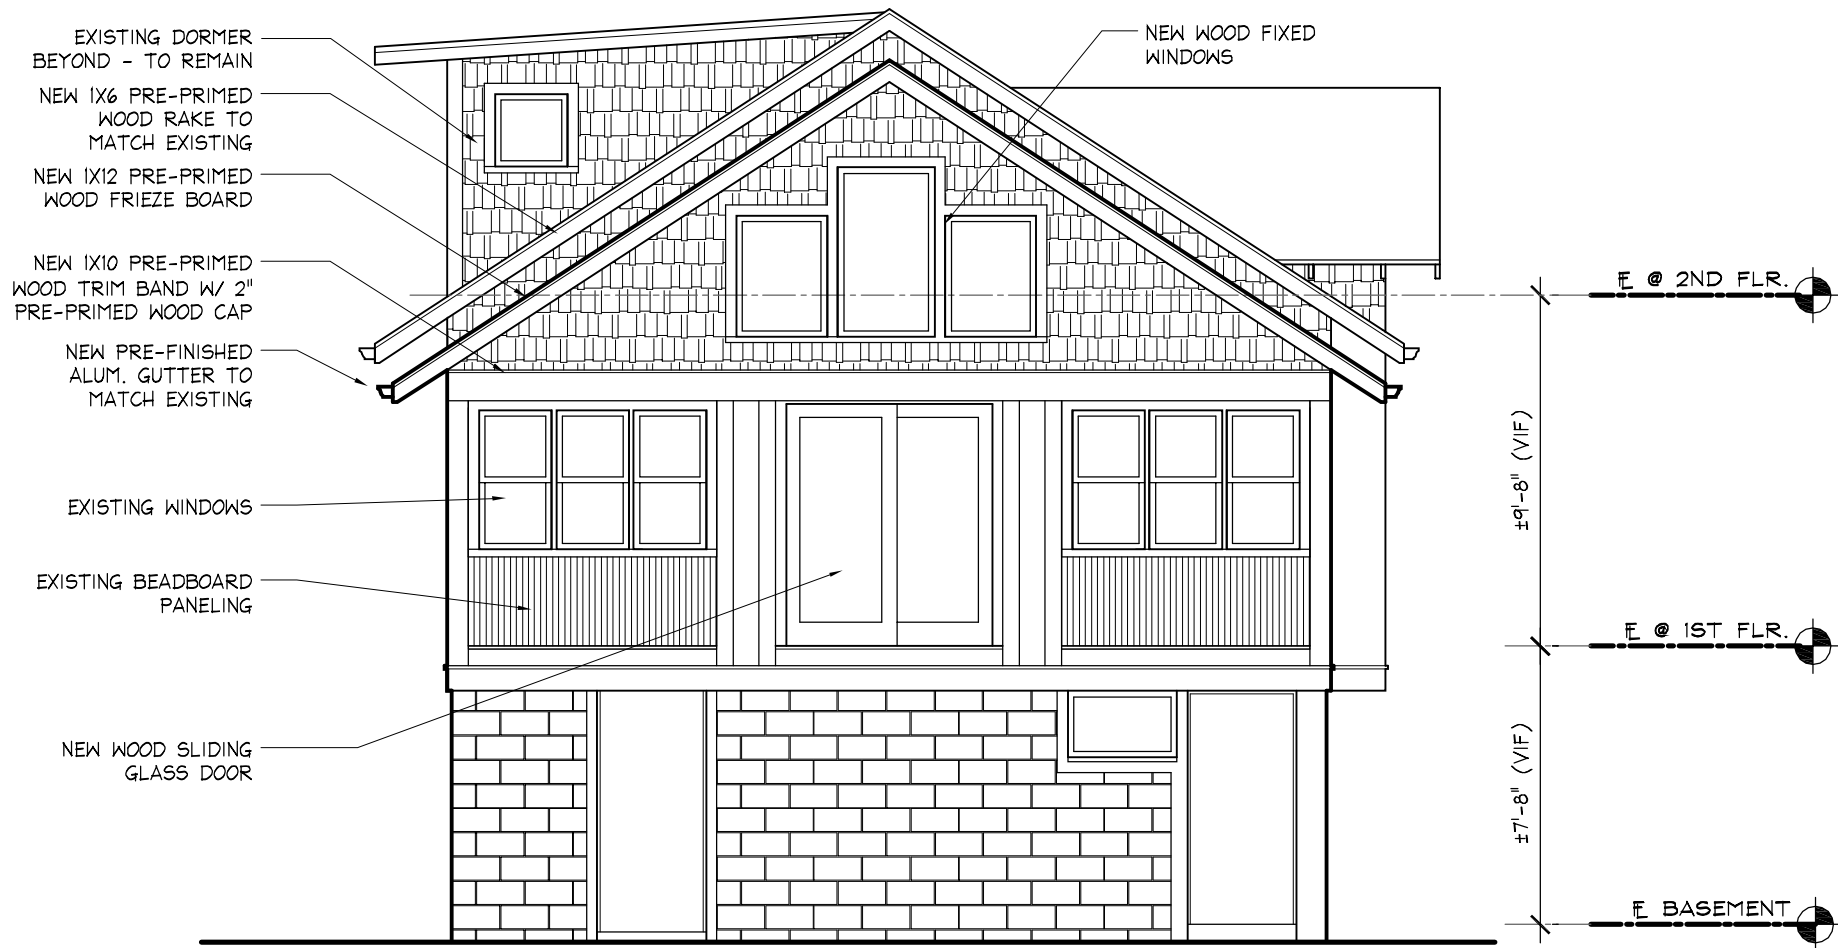 EXISTING DORMER
BEYOND - TO REMAIN
NEW 1X6 PRE-PRIMED
WOOD RAKE TO
MATCH EXISTING
NEW 1X12 PRE-PRIMED
WOOD FRIEZE BOARD
NEW 1X10 PRE-PRIMED
WOOD TRIM BAND W/ 2"
PRE-PRIMED WOOD CAP
NEW PRE-FINISHED
ALUM. GUTTER TO
MATCH EXISTING
EXISTING WINDOWS
EXISTING BEADBOARD
PANELING
NEW WOOD SLIDING
GLASS DOOR
NEW WOOD FIXED
WINDOWS
@ 2ND FLR.
±9'-8" (VIF)
@ 1ST FLR.
±7'-8" (VIF)
BASEMENT